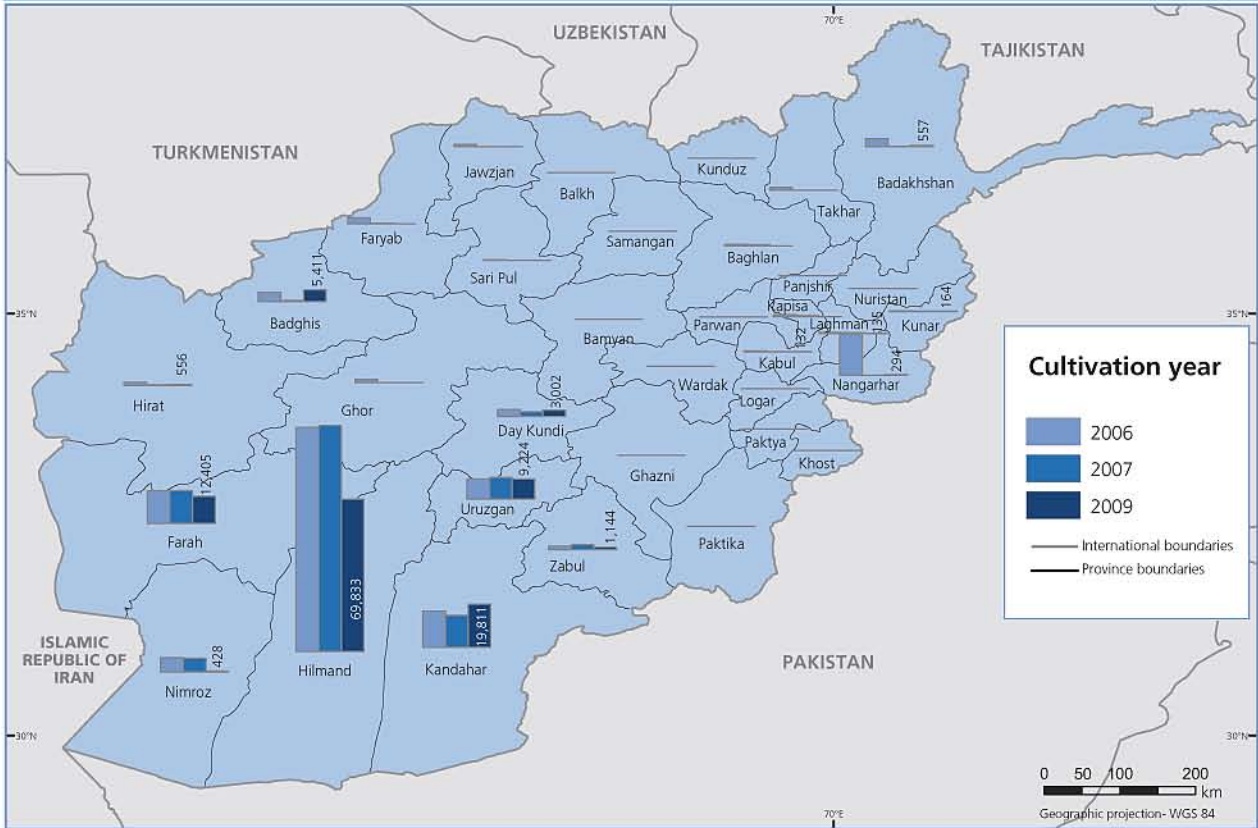 70°E
UZBEKISTAN
TAJIKISTAN
TURKMENISTAN
Jawzjan
Balkh
Kunduz
557
Badakhshan
Takhar
Faryab
Samangan
Baghlan
Sari Pul
5,411
Badghis
Panjshir
Nuristan
164
Kapisa
35°N
35°N
Bamyan
Parwan
132
Laghman
135
Kunar
Kabul
294
Nangarhar
556
Hirat
Ghor
Wardak
Logar
3,002
Day Kundi
Paktya
Khost
9,224
Uruzgan
Ghazni
12,405
Farah
1,144
Zabul
Paktika
69,833
Hilmand
19,811
Kandahar
428
Nimroz
ISLAMIC
REPUBLIC OF
IRAN
PAKISTAN
30°N
30°N
Cultivation year
2006
2007
2009
International boundaries
Province boundaries
0 50 100 200
km
Geographic projection- WGS 84
70°E